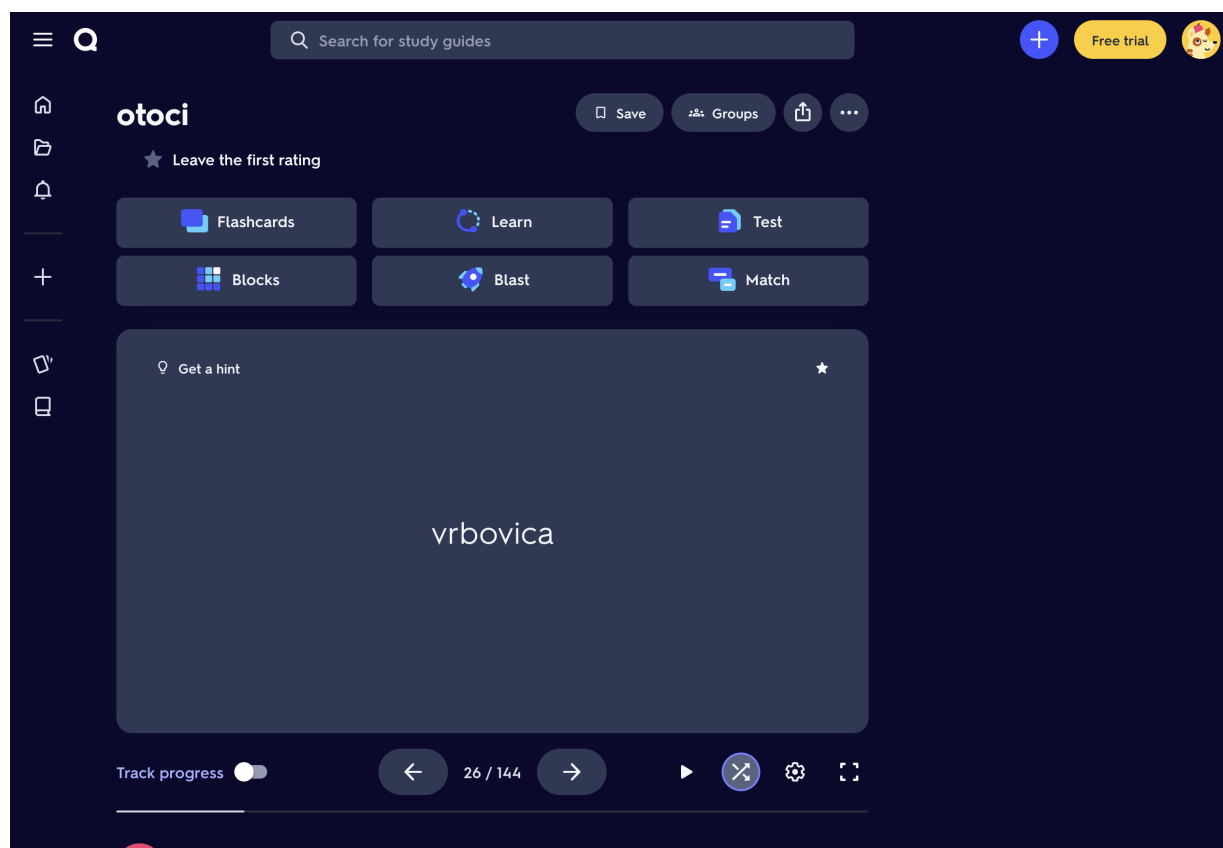 Search for study guides
Free trial
otoci
Save
Groups
Leave the first rating
Flashcards
Learn
Test
Blocks
Blast
Match
Get a hint
vrbovica
Track progress
26 / 144